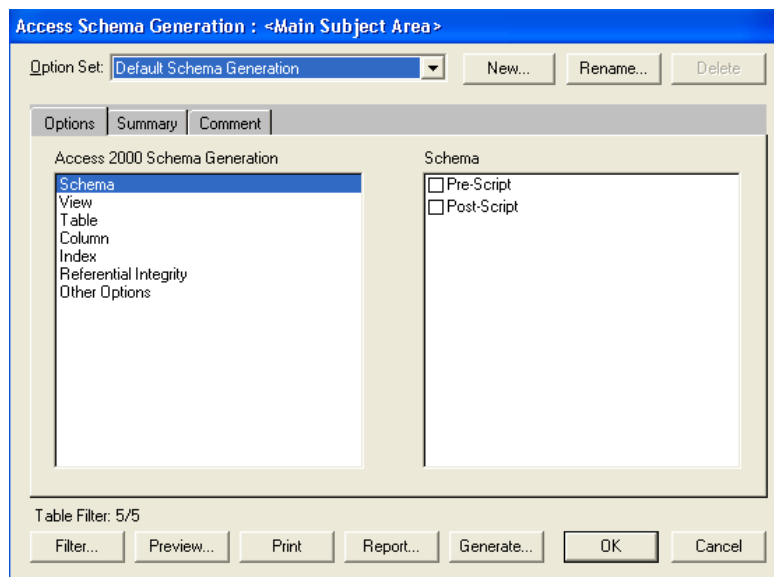 Access Schema Generation : <Main Subject Area>
Option Set: Default Schema Generation New... Rename... Delete
Options Summary Comment
Access 2000 Schema Generation Schema
Schema Pre-Script
View Post-Script
Table
Column
Index
Referential Integrity
Other Options
Table Filter: 5/5
Filter... Preview... Print Report... Generate... OK Cancel